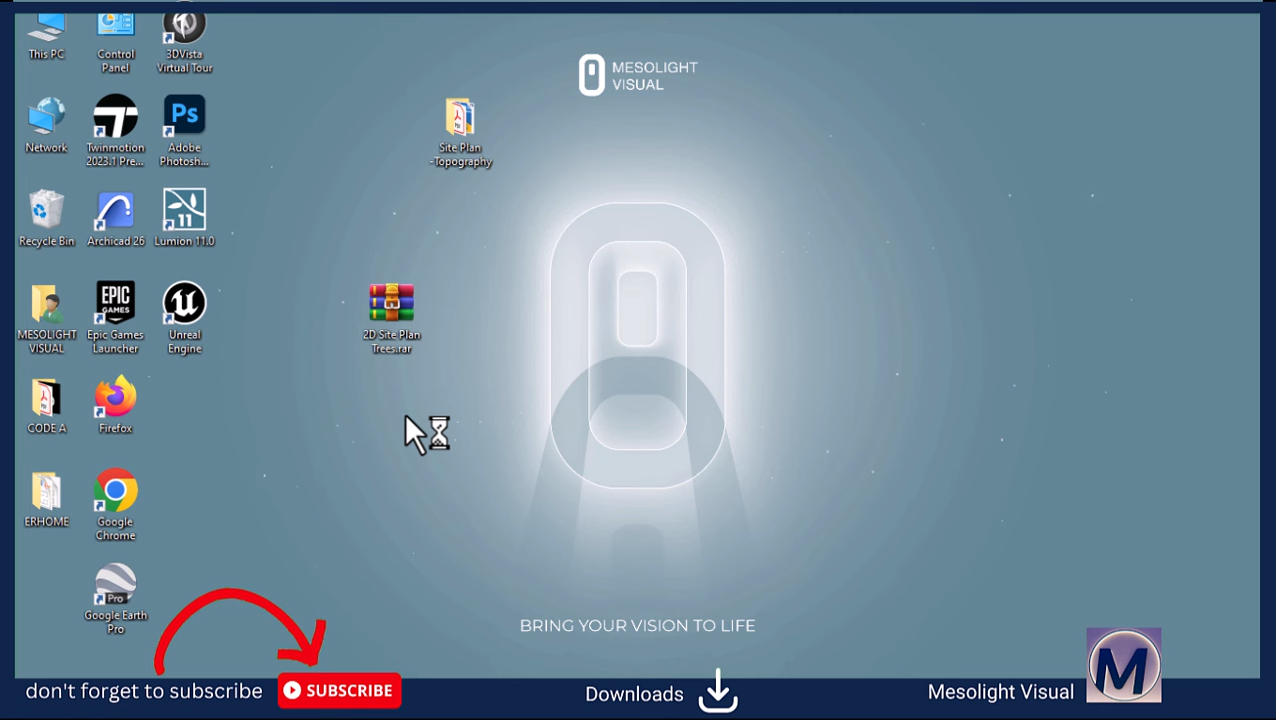 This PC
Control
Panel
3DVista
Virtual Tour
MESOLIGHT
VISUAL
Network
Twinmotion
2023.1 Pre...
Ps
Adobe
Photosh...
Site Plan
-Topography
Recycle Bin
Archicad 26
11
Lumion 11.0
MESOLIGHT
VISUAL
EPIC
GAMES
Epic Games
Launcher
Unreal
Engine
2D Site Plan
Trees.rar
CODE A
Firefox
ERHOME
Google
Chrome
Pro
Google Earth
Pro
BRING YOUR VISION TO LIFE
don't forget to subscribe
SUBSCRIBE
Downloads
Mesolight Visual
M